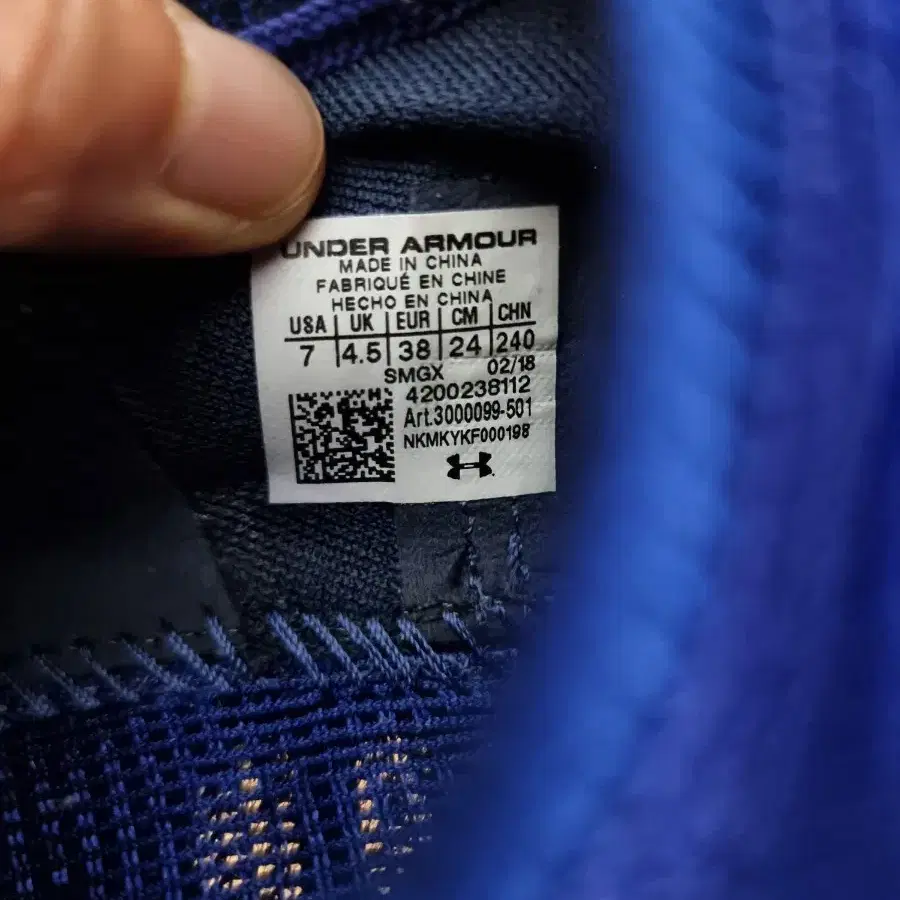 UNDER ARMOUR
MADE IN CHINA
FABRIQUÉ EN CHINE
HECHO EN CHINA
USA | UK | EUR | CM | CHN
7 | 4.5 | 38 | 24 | 240
SMGX 02/18
4200238112
Art.3000099-501
NKMKYKF000198